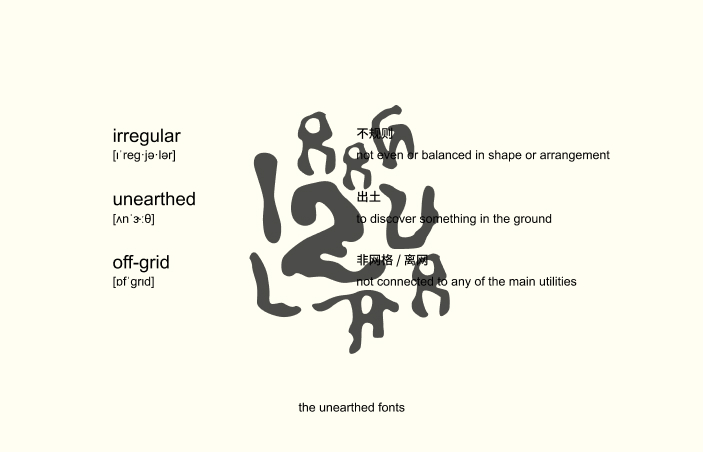 irregular
[ɪˈreg·jə·lər]
不规则
not even or balanced in shape or arrangement
unearthed
[ʌnˈɝː·θ]
出土
to discover something in the ground
off-grid
[ɒfˈɡrɪd]
非网格 / 离网
not connected to any of the main utilities
the unearthed fonts